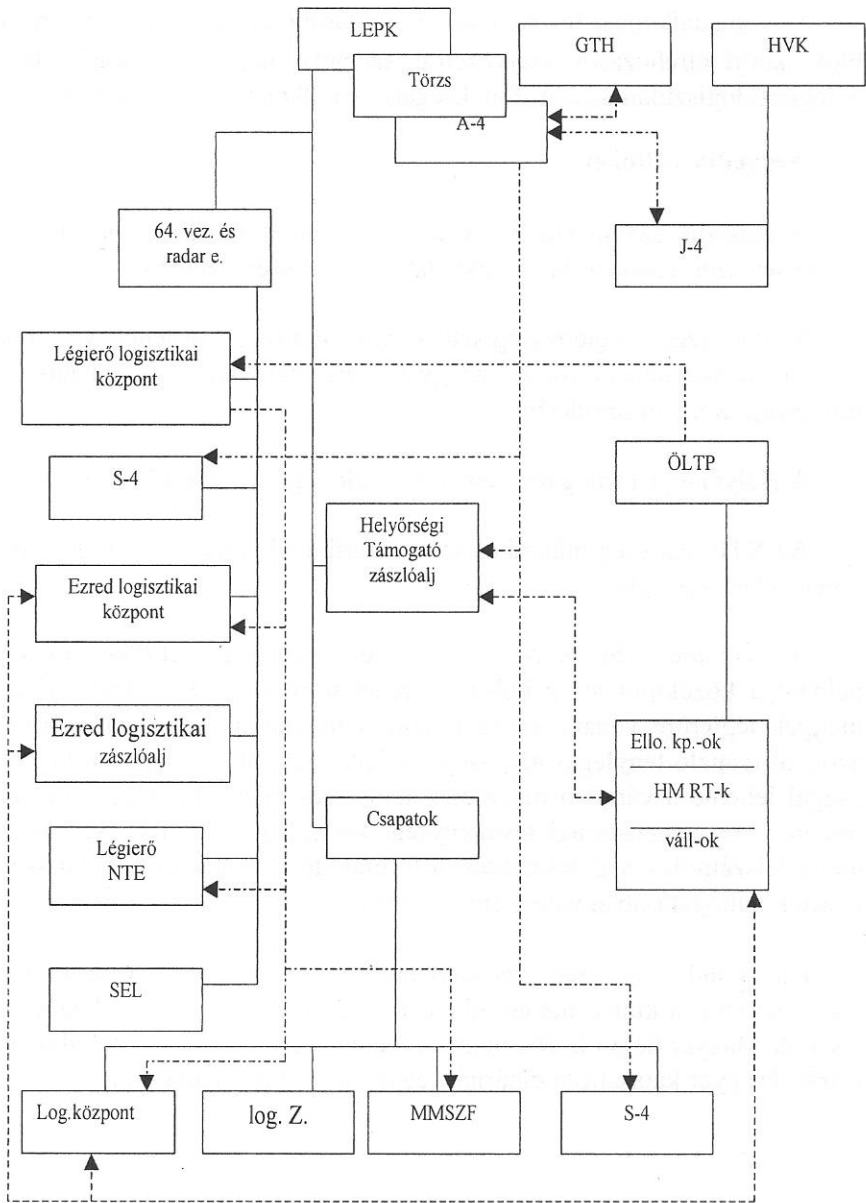 LEPK
GTH
HVK
Törzs
A-4
64. vez. és
radar e.
J-4
Légierő logisztikai
központ
S-4
ÖLTP
Helyőrségi
Támogató
zászlóalj
Ezred logisztikai
központ
Ezred logisztikai
zászlóalj
Ello. kp.-ok
HM RT-k
váll-ok
Csapatok
Légierő
NTE
SEL
Log.központ
log. Z.
MMSZF
S-4